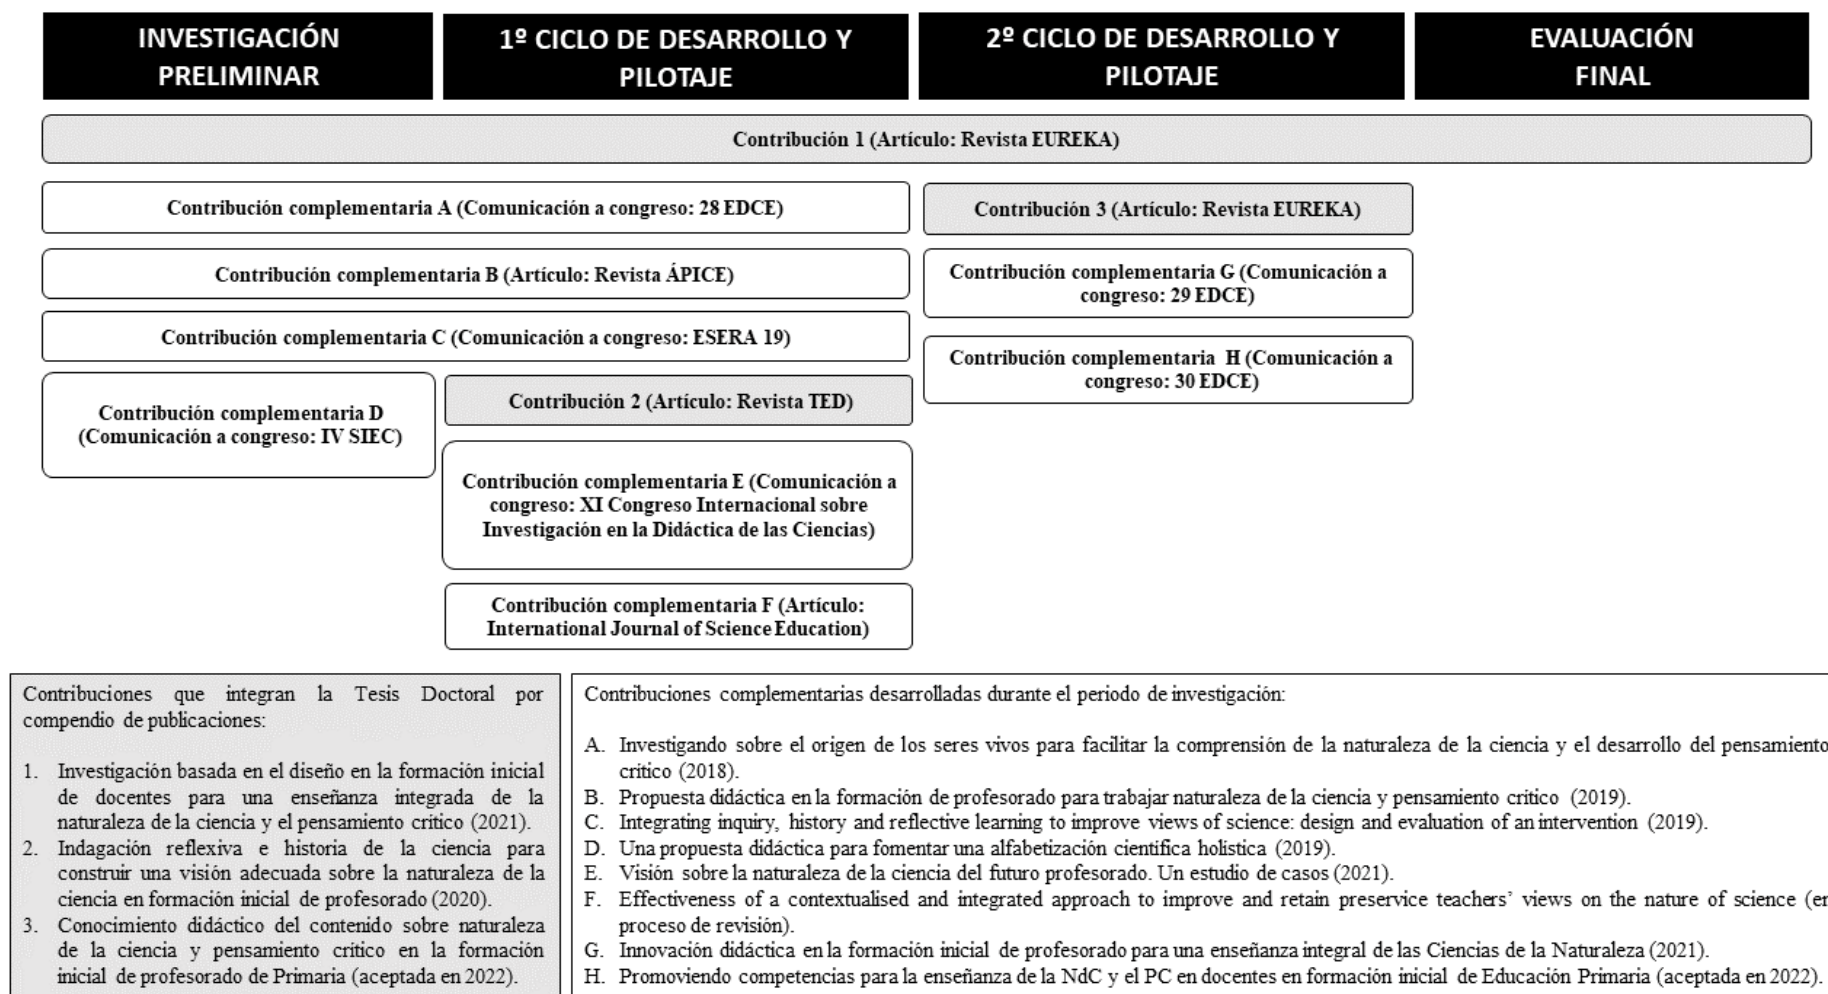 INVESTIGACIÓN
PRELIMINAR
1º CICLO DE DESARROLLO Y
PILOTAJE
2º CICLO DE DESARROLLO Y
PILOTAJE
EVALUACIÓN
FINAL
Contribución 1 (Artículo: Revista EUREKA)
Contribución complementaria A (Comunicación a congreso: 28 EDCE)
Contribución complementaria B (Artículo: Revista ÁPICE)
Contribución complementaria C (Comunicación a congreso: ESERA 19)
Contribución complementaria D
(Comunicación a congreso: IV SIEC)
Contribución 2 (Artículo: Revista TED)
Contribución complementaria E (Comunicación a
congreso: XI Congreso Internacional sobre
Investigación en la Didáctica de las Ciencias)
Contribución complementaria F (Artículo:
International Journal of Science Education)
Contribución 3 (Artículo: Revista EUREKA)
Contribución complementaria G (Comunicación a
congreso: 29 EDCE)
Contribución complementaria H (Comunicación a
congreso: 30 EDCE)
Contribuciones que integran la Tesis Doctoral por
compendio de publicaciones:
1. Investigación basada en el diseño en la formación inicial
de docentes para una enseñanza integrada de la
naturaleza de la ciencia y el pensamiento crítico (2021).
2. Indagación reflexiva e historia de la ciencia para
construir una visión adecuada sobre la naturaleza de la
ciencia en formación inicial de profesorado (2020).
3. Conocimiento didáctico del contenido sobre naturaleza
de la ciencia y pensamiento crítico en la formación
inicial de profesorado de Primaria (aceptada en 2022).
Contribuciones complementarias desarrolladas durante el periodo de investigación:
A. Investigando sobre el origen de los seres vivos para facilitar la comprensión de la naturaleza de la ciencia y el desarrollo del pensamiento
crítico (2018).
B. Propuesta didáctica en la formación de profesorado para trabajar naturaleza de la ciencia y pensamiento crítico (2019).
C. Integrating inquiry, history and reflective learning to improve views of science: design and evaluation of an intervention (2019).
D. Una propuesta didáctica para fomentar una alfabetización científica holística (2019).
E. Visión sobre la naturaleza de la ciencia del futuro profesorado. Un estudio de casos (2021).
F. Effectiveness of a contextualised and integrated approach to improve and retain preservice teachers’ views on the nature of science (en
proceso de revisión).
G. Innovación didáctica en la formación inicial de profesorado para una enseñanza integral de las Ciencias de la Naturaleza (2021).
H. Promoviendo competencias para la enseñanza de la NdC y el PC en docentes en formación inicial de Educación Primaria (aceptada en 2022).